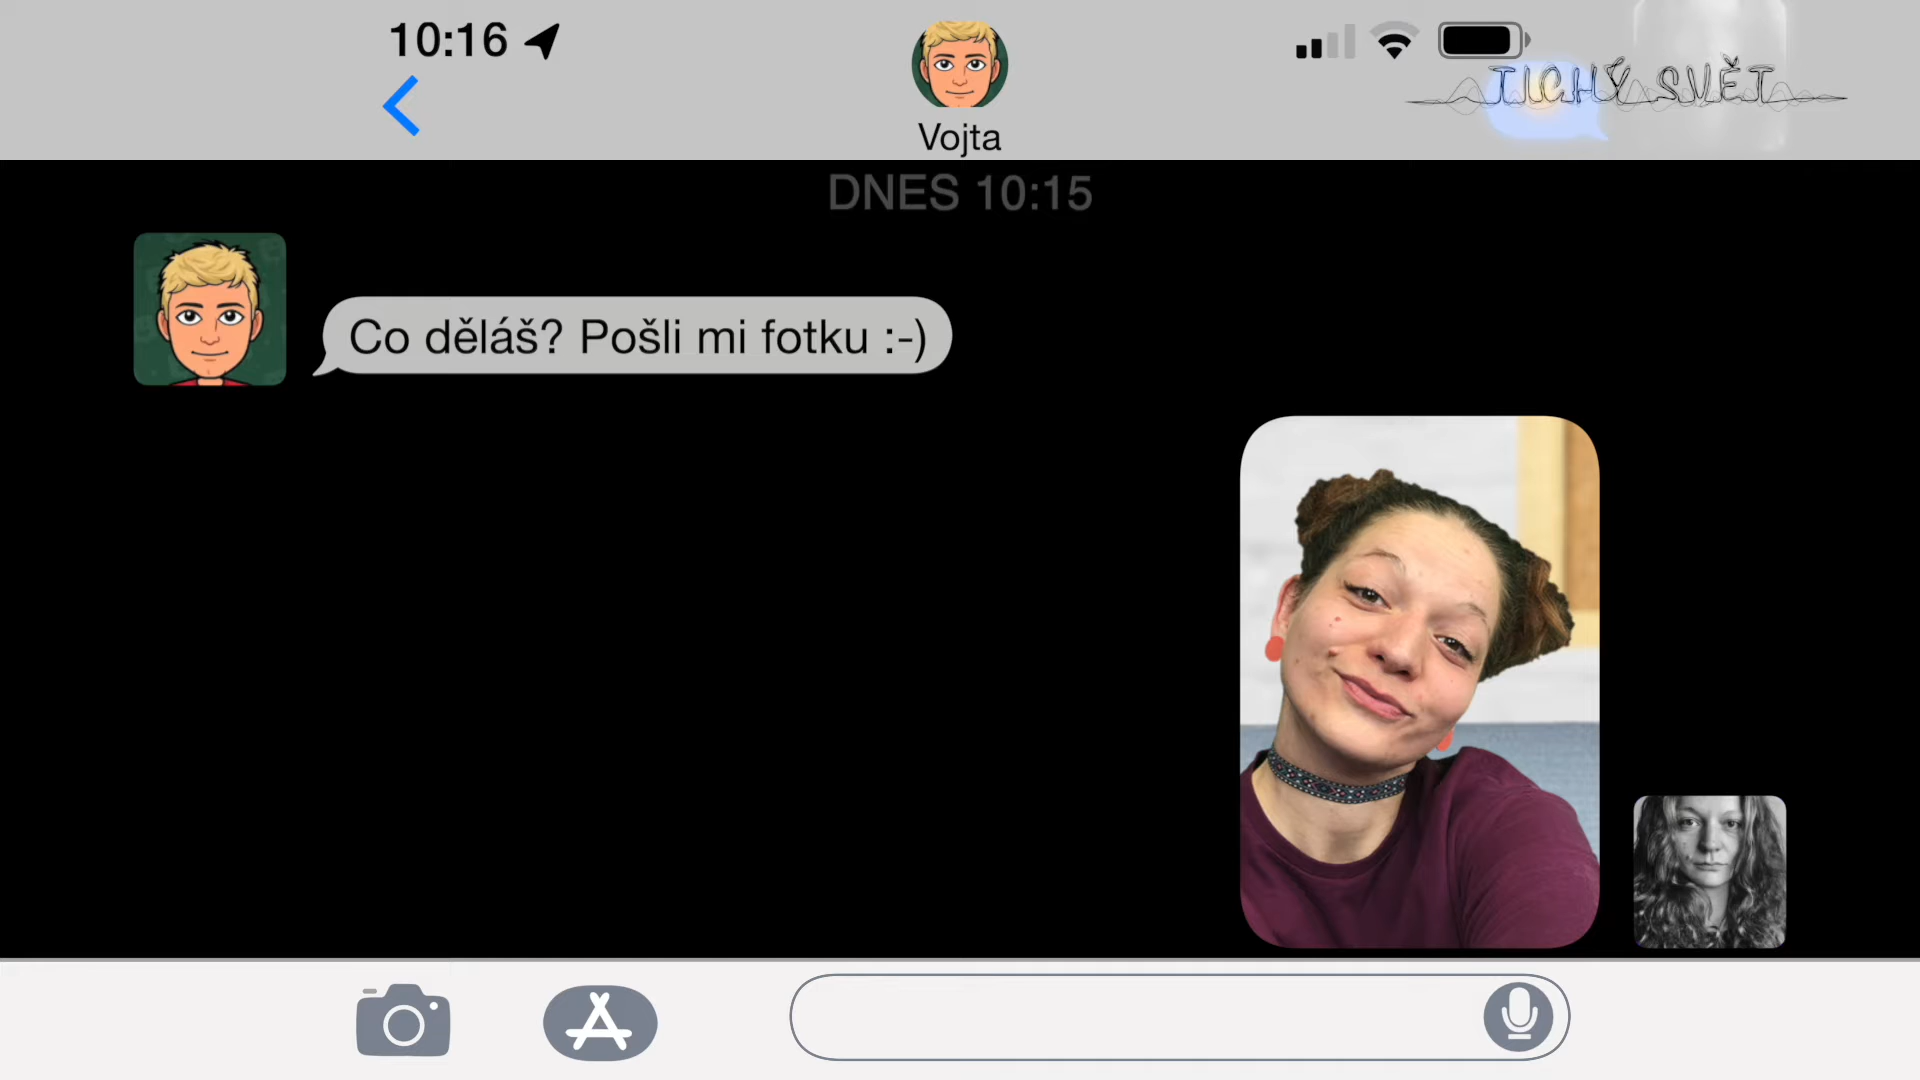 10:16
TICHÝ SVĚT
Vojta
DNES 10:15
Co děláš? Pošli mi fotku :-)